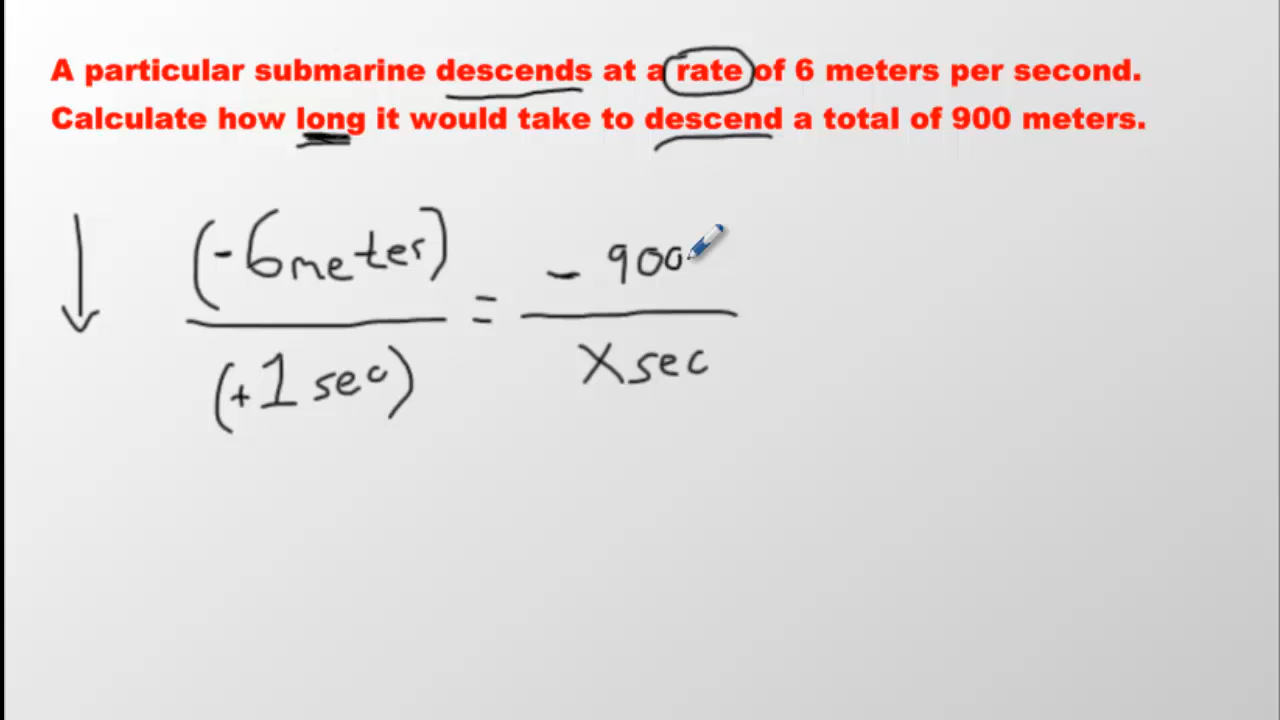 A particular submarine descends at a rate of 6 meters per second.
Calculate how long it would take to descend a total of 900 meters.
(-6meter) = - 900
(+1 sec) X sec